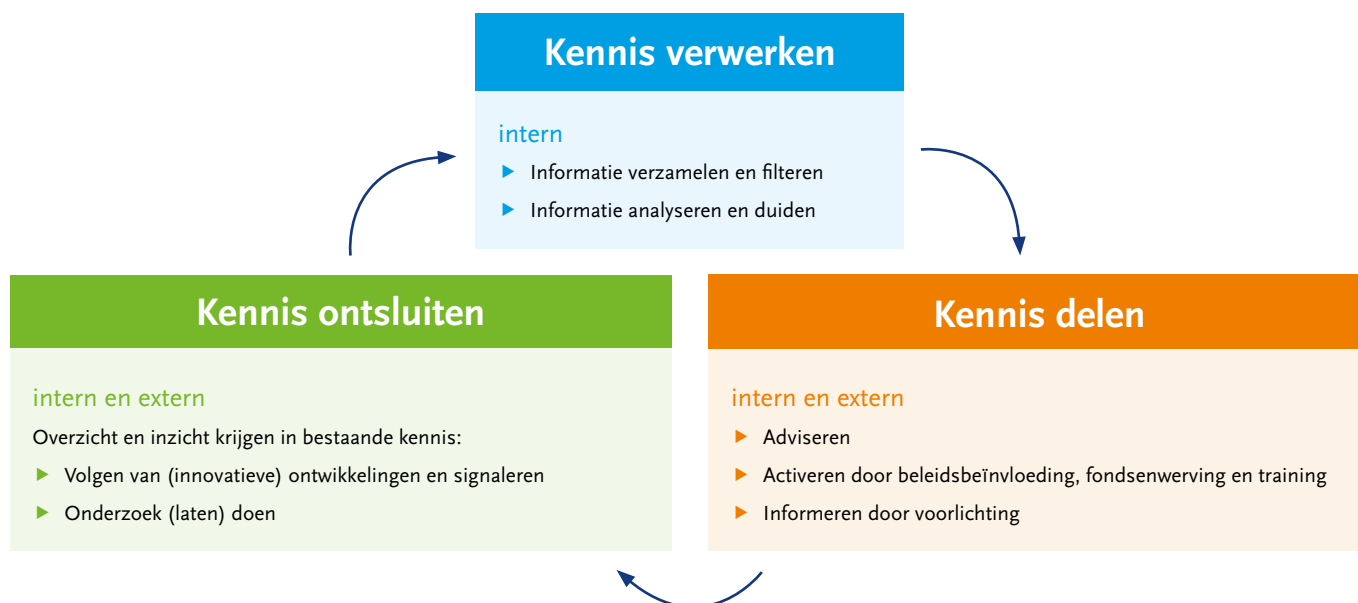 Kennis verwerken
intern
Informatie verzamelen en filteren
Informatie analyseren en duiden
Kennis ontsluiten
intern en extern
Overzicht en inzicht krijgen in bestaande kennis:
Volgen van (innovatieve) ontwikkelingen en signaleren
Onderzoek (laten) doen
Kennis delen
intern en extern
Adviseren
Activeren door beleidsbeïnvloeding, fondsenwerving en training
Informeren door voorlichting